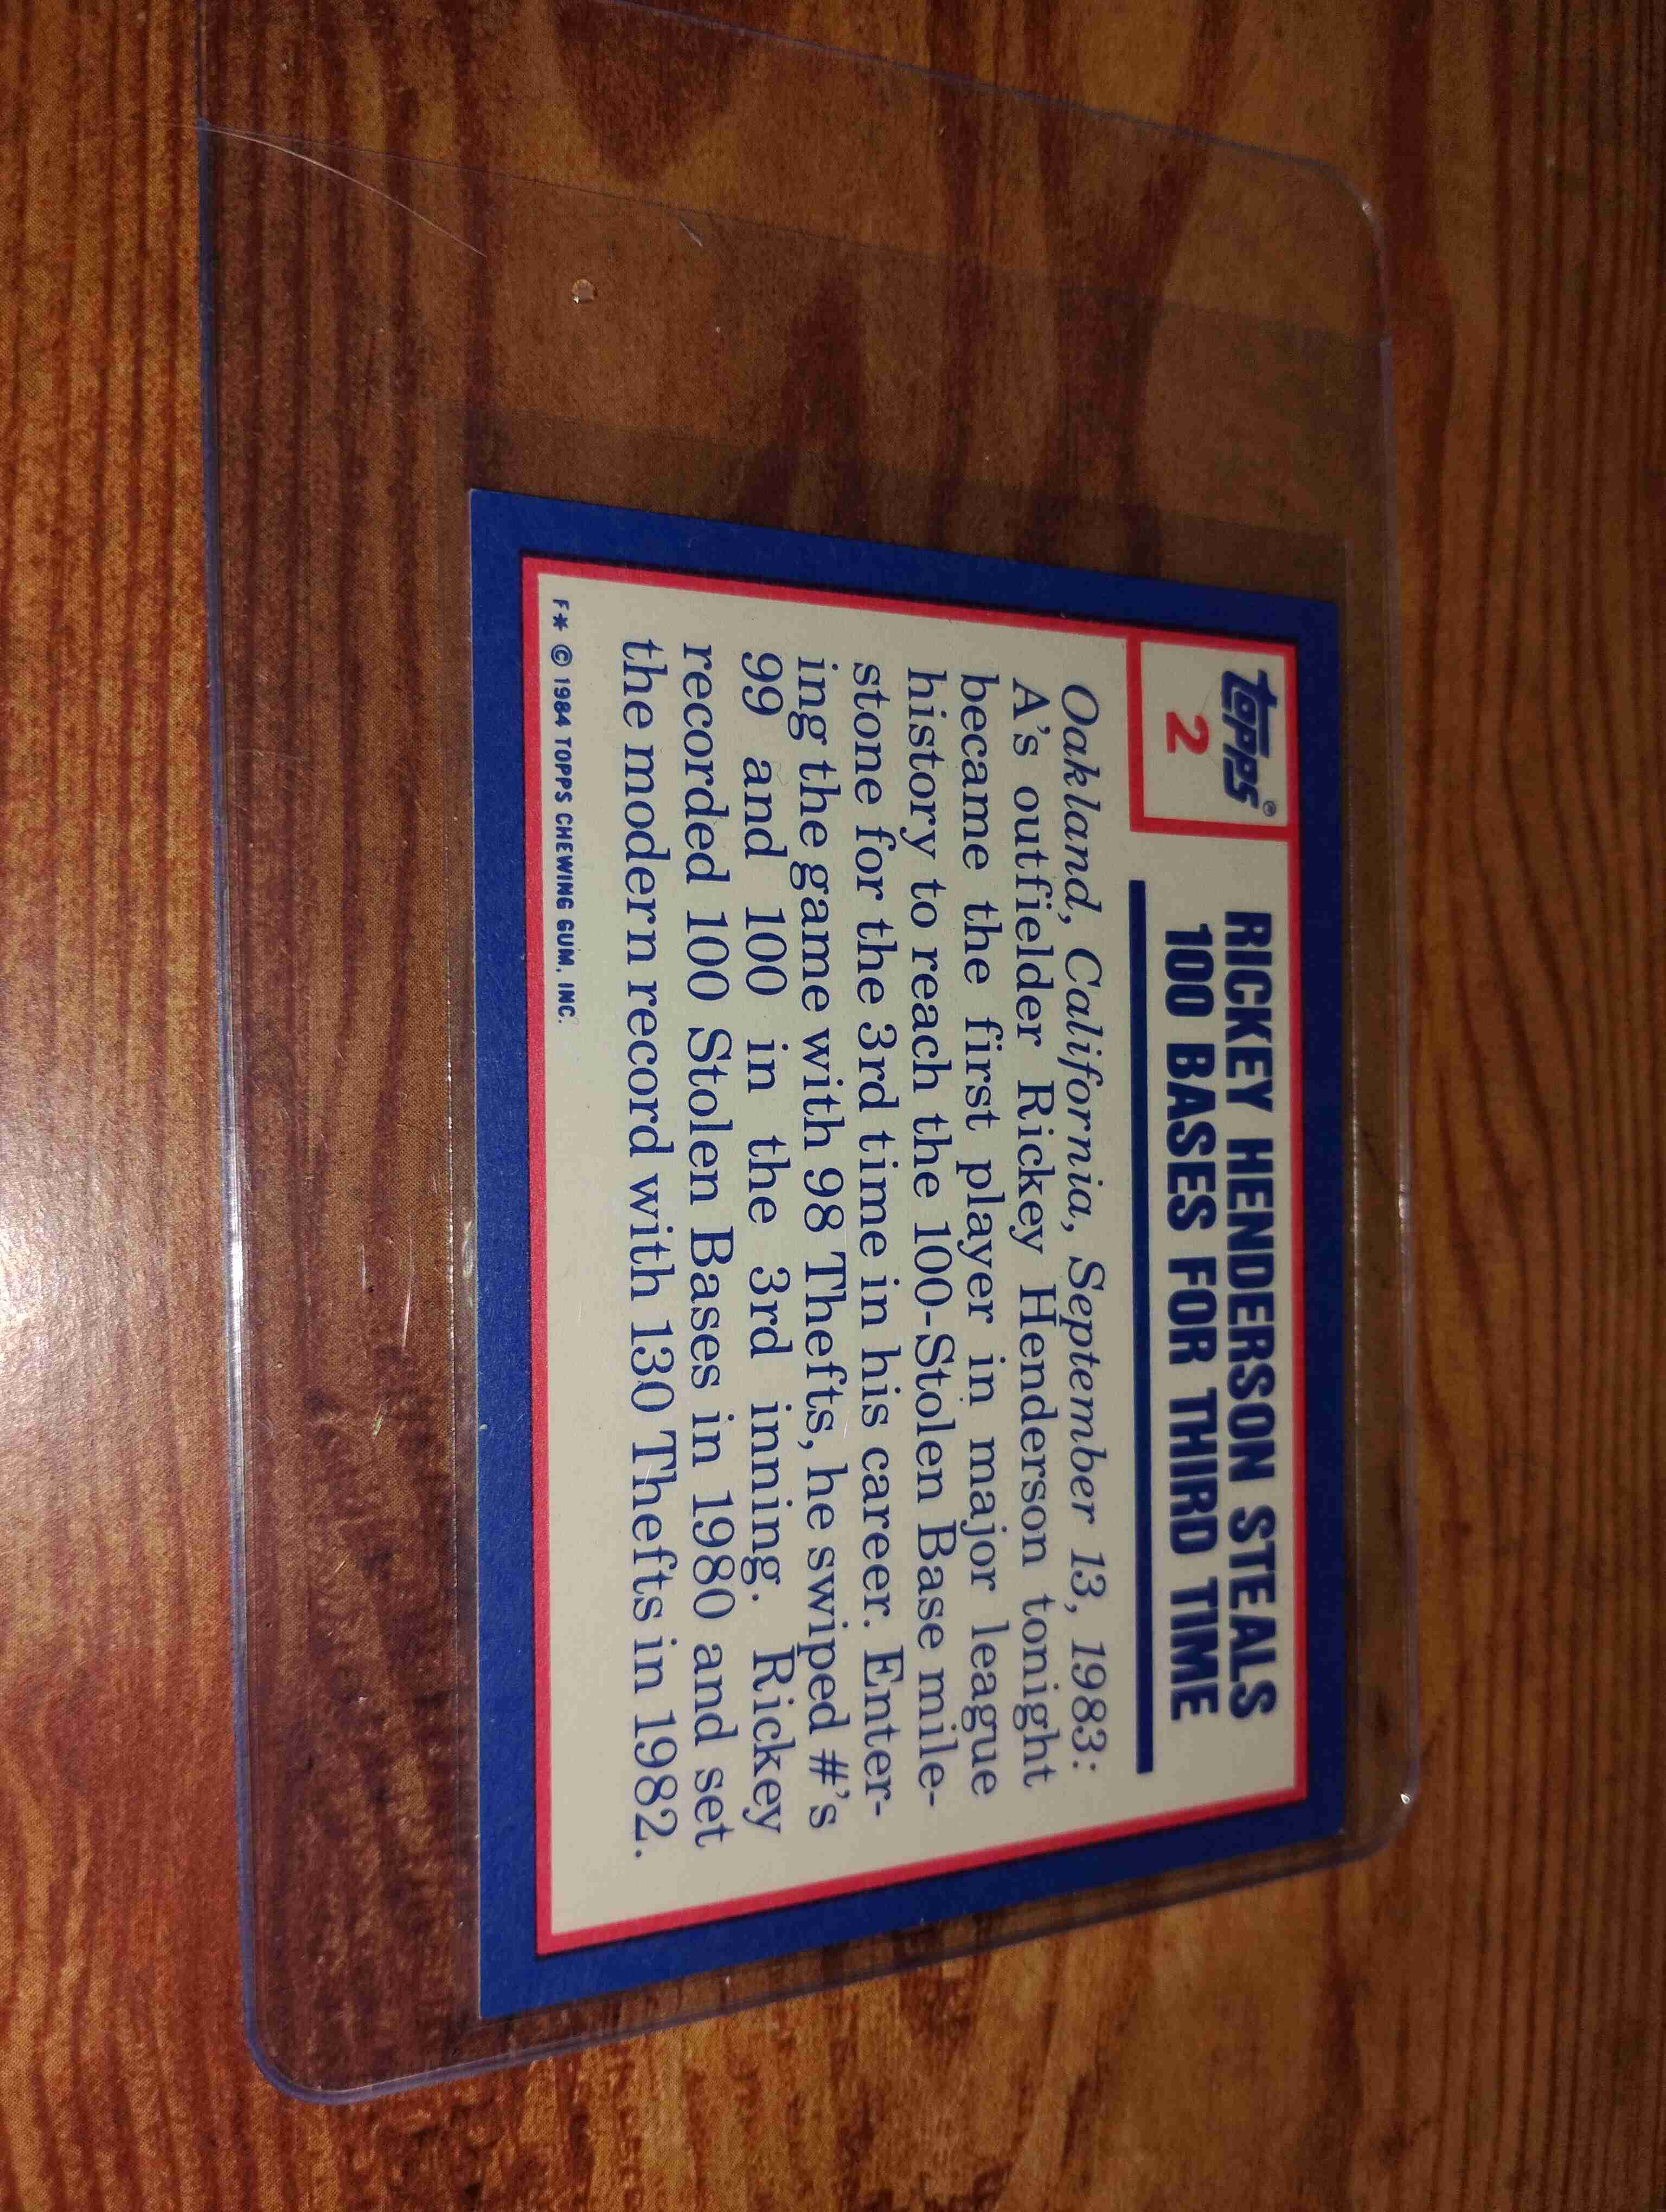 topps®
2
RICKEY HENDERSON STEALS
100 BASES FOR THIRD TIME
Oakland, California, September 13, 1983:
A's outfielder Rickey Henderson tonight
became the first player in major league
history to reach the 100-Stolen Base mile-
stone for the 3rd time in his career. Enter-
ing the game with 98 Thefts, he swiped #'s
99 and 100 in the 3rd inning. Rickey
recorded 100 Stolen Bases in 1980 and set
the modern record with 130 Thefts in 1982.
F* © 1984 TOPPS CHEWING GUM, INC.